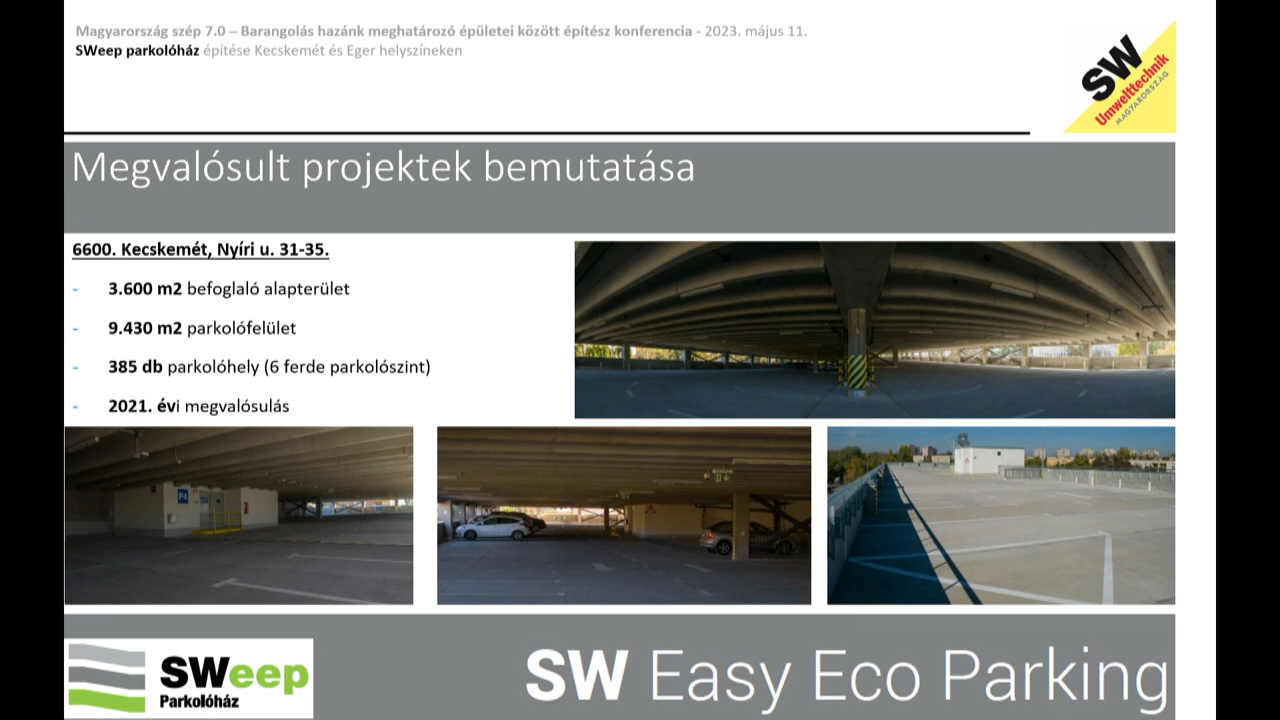 Magyarország szép 7.0 – Barangolás hazánk meghatározó épületei között építész konferencia - 2023. május 11.
SWeep parkolóház építése Kecskemét és Eger helyszíneken
SW
Umwelttechnik
MAGYARORSZÁG
Megvalósult projektek bemutatása
6600. Kecskemét, Nyíri u. 31-35.
- 3.600 m2 befoglaló alapterület
- 9.430 m2 parkolófelület
- 385 db parkolóhely (6 ferde parkolószint)
- 2021. évi megvalósulás
P4
SWeep
Parkolóház
SW Easy Eco Parking